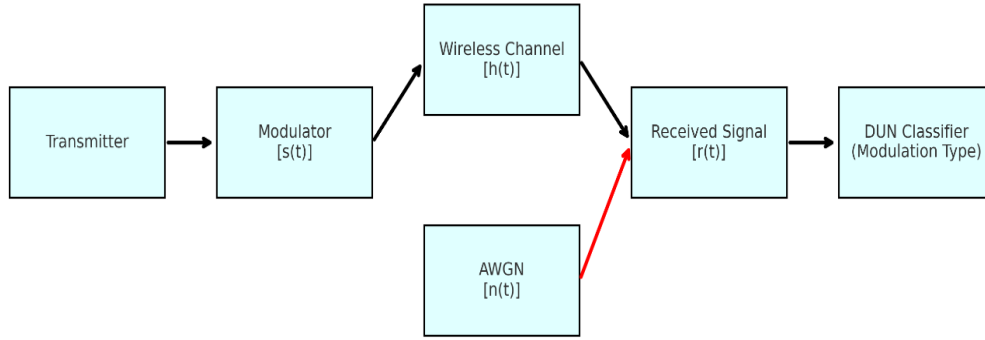 Transmitter
Modulator
[s(t)]
Wireless Channel
[h(t)]
AWGN
[n(t)]
Received Signal
[r(t)]
DUN Classifier
(Modulation Type)